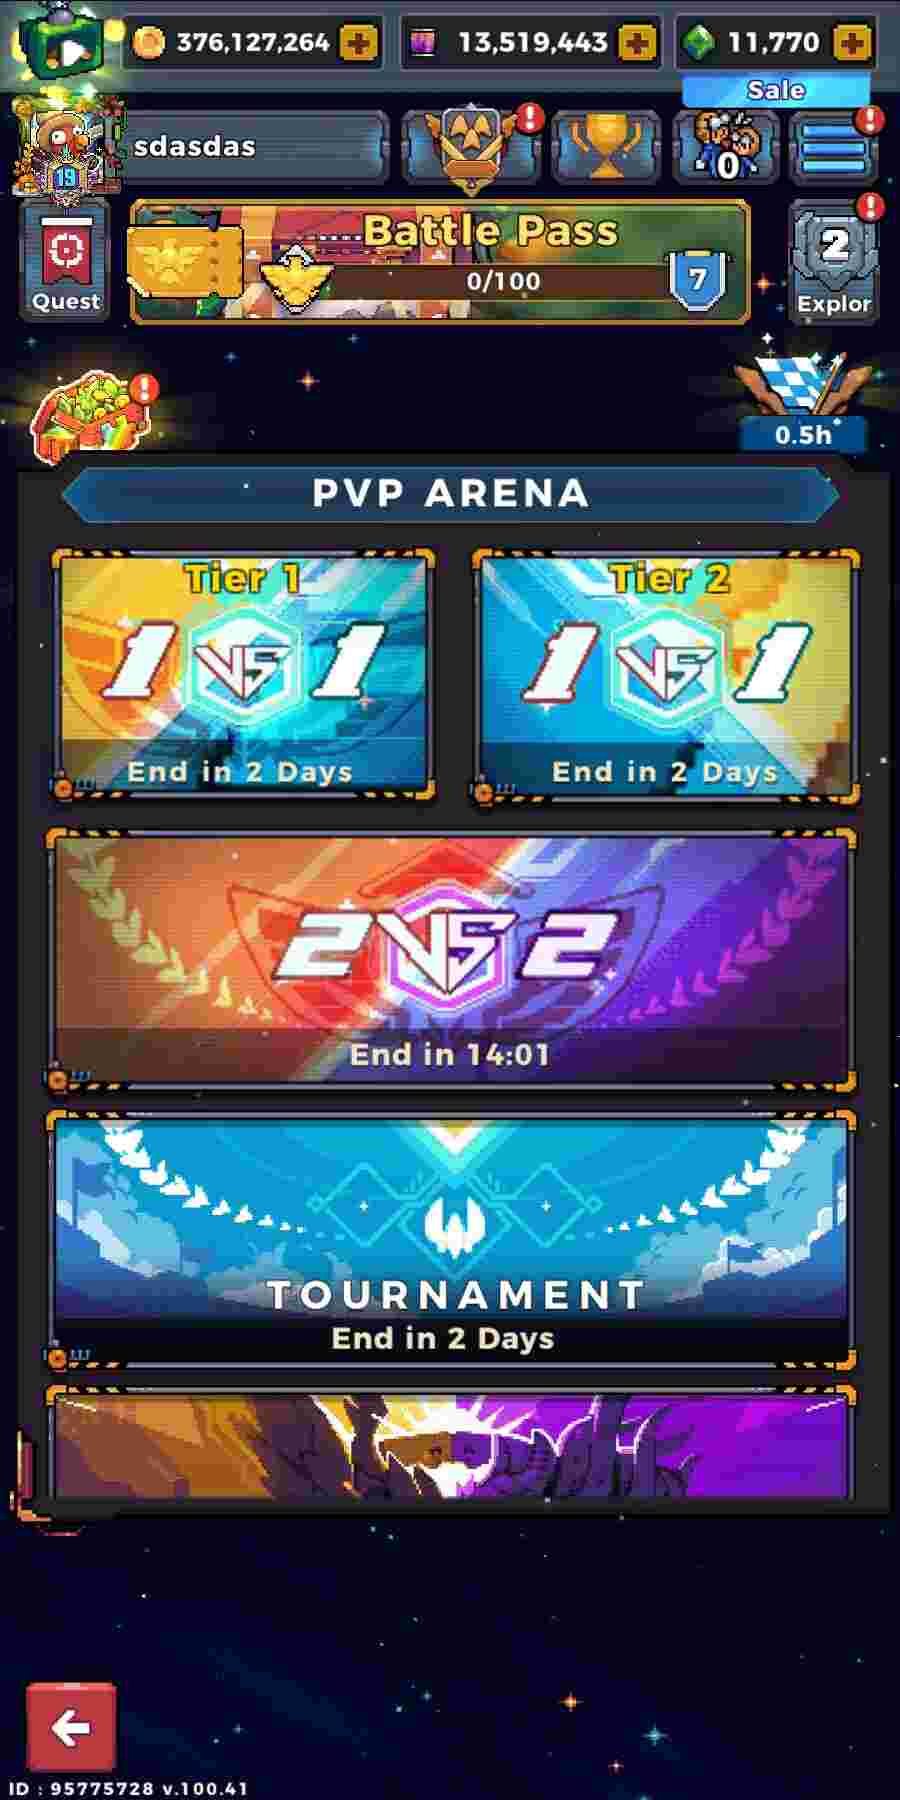 376,127,264
13,519,443
11,770
Sale
sdasdas
0
19
Quest
Battle Pass
0/100
7
2
Explor
0.5h
PVP ARENA
Tier 1
1 VS 1
End in 2 Days
Tier 2
1 VS 1
End in 2 Days
2 VS 2
End in 14:01
TOURNAMENT
End in 2 Days
ID : 95775728 v.100.41